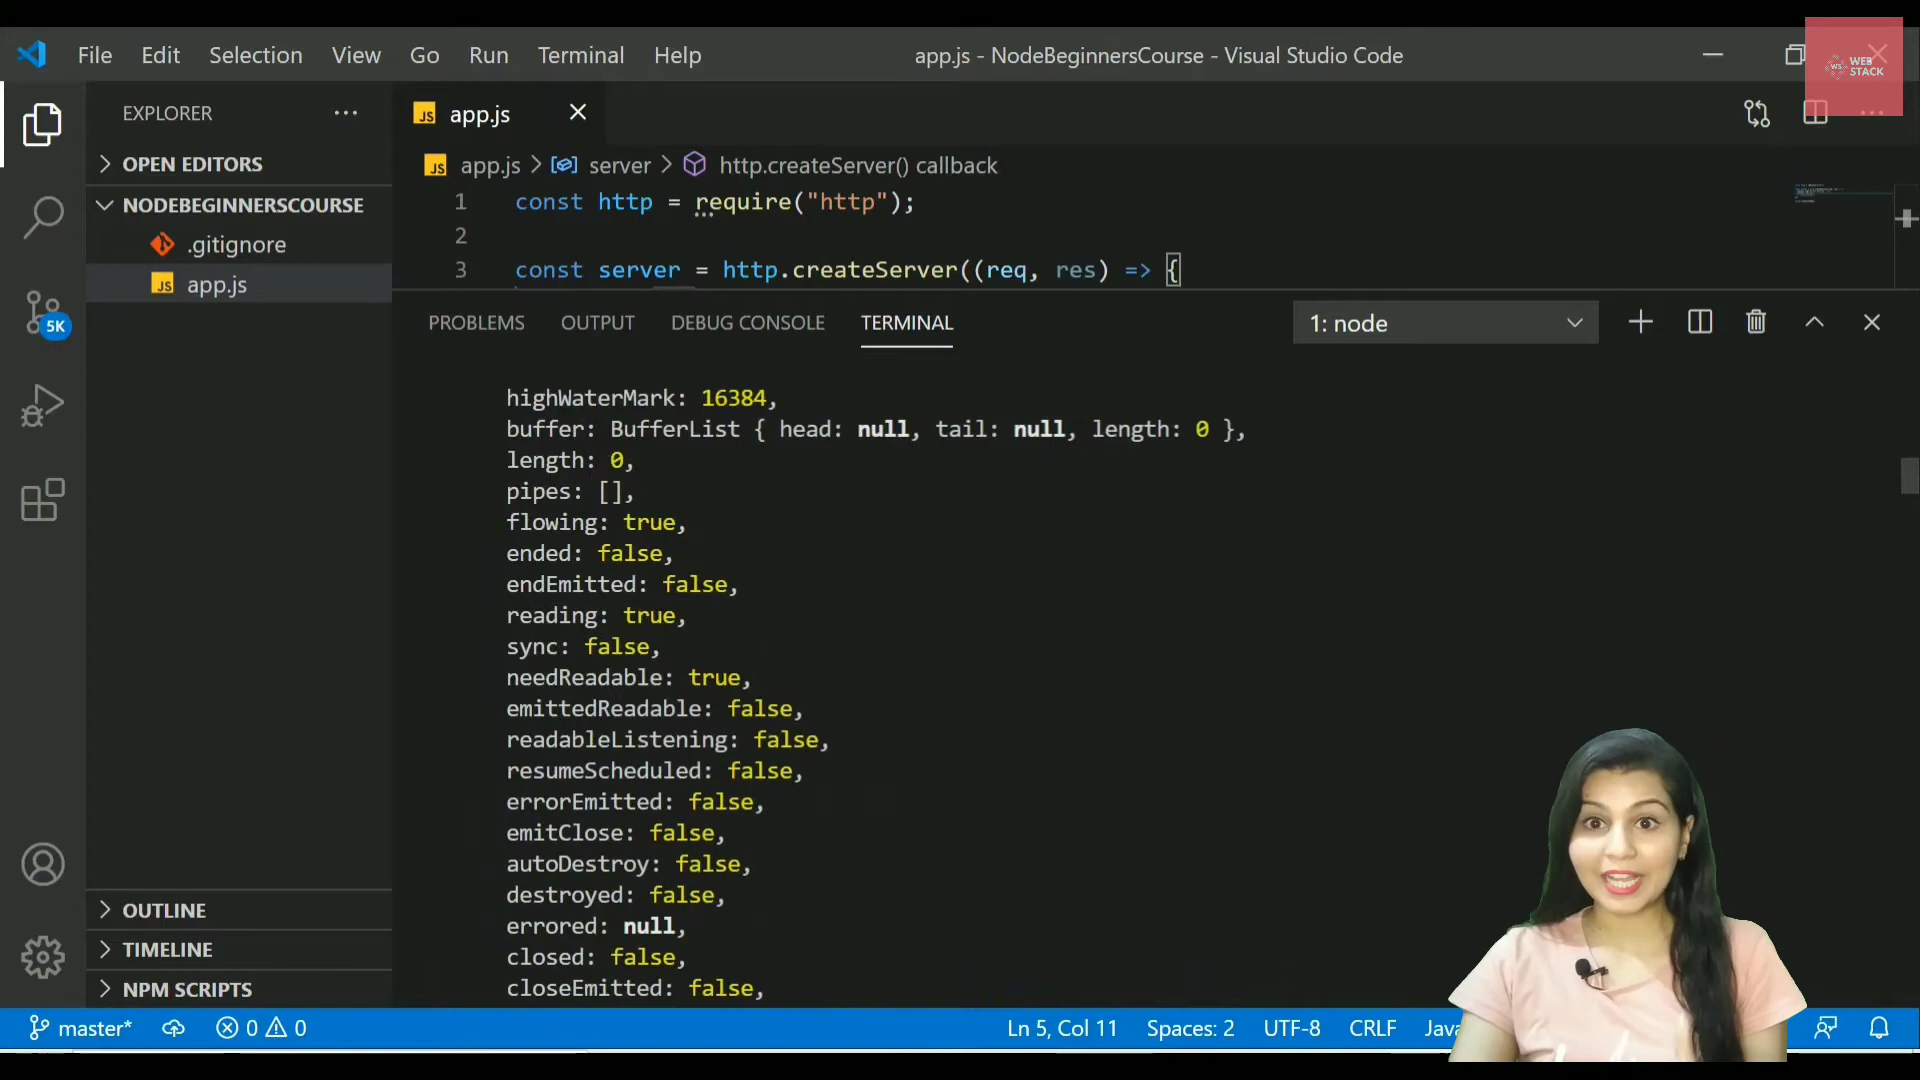 File Edit Selection View Go Run Terminal Help
app.js - NodeBeginnersCourse - Visual Studio Code
WS WEB
STACK
EXPLORER
OPEN EDITORS
NODEBEGINNERSCOURSE
.gitignore
JS app.js
5K
OUTLINE
TIMELINE
NPM SCRIPTS
JS app.js
JS app.js > server > http.createServer() callback
1 const http = require("http");
2
3 const server = http.createServer((req, res) => {
PROBLEMS OUTPUT DEBUG CONSOLE TERMINAL
1: node
highWaterMark: 16384,
buffer: BufferList { head: null, tail: null, length: 0 },
length: 0,
pipes: [],
flowing: true,
ended: false,
endEmitted: false,
reading: true,
sync: false,
needReadable: true,
emittedReadable: false,
readableListening: false,
resumeScheduled: false,
errorEmitted: false,
emitClose: false,
autoDestroy: false,
destroyed: false,
errored: null,
closed: false,
closeEmitted: false,
master* 0 0
Ln 5, Col 11 Spaces: 2 UTF-8 CRLF Java